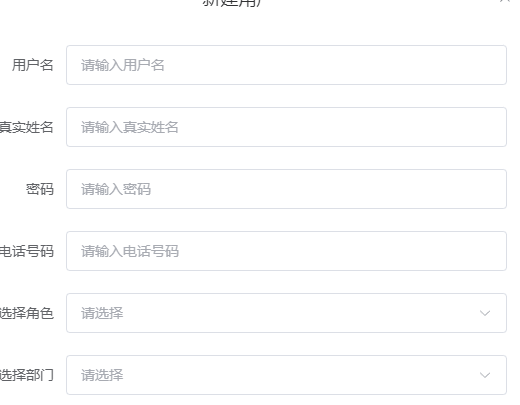 新建用户
用户名 请输入用户名
真实姓名 请输入真实姓名
密码 请输入密码
电话号码 请输入电话号码
选择角色 请选择
选择部门 请选择